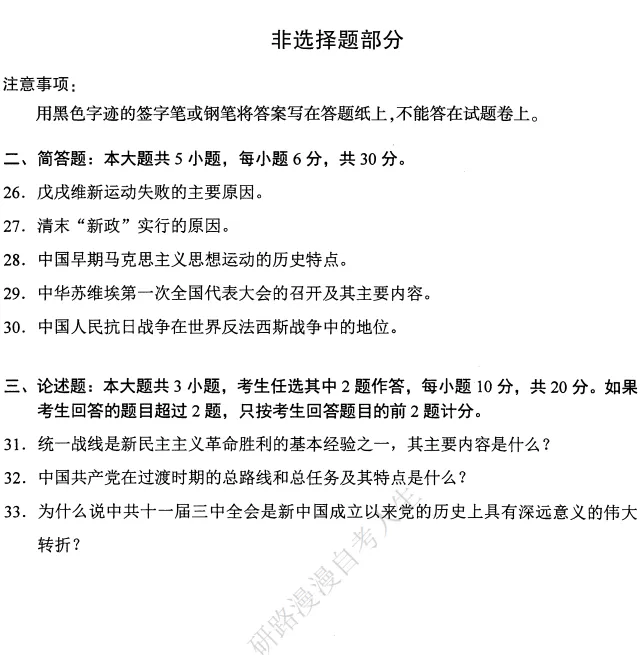 非选择题部分
注意事项：
用黑色字迹的签字笔或钢笔将答案写在答题纸上,不能答在试题卷上。
二、简答题：本大题共 5 小题，每小题 6 分，共 30 分。
26．戊戌维新运动失败的主要原因。
27．清末“新政”实行的原因。
28．中国早期马克思主义思想运动的历史特点。
29．中华苏维埃第一次全国代表大会的召开及其主要内容。
30．中国人民抗日战争在世界反法西斯战争中的地位。
三、论述题：本大题共 3 小题，考生任选其中 2 题作答，每小题 10 分，共 20 分。如果
考生回答的题目超过 2 题，只按考生回答题目的前 2 题计分。
31．统一战线是新民主主义革命胜利的基本经验之一，其主要内容是什么？
32．中国共产党在过渡时期的总路线和总任务及其特点是什么？
33．为什么说中共十一届三中全会是新中国成立以来党的历史上具有深远意义的伟大
转折？
研路漫漫自考人生